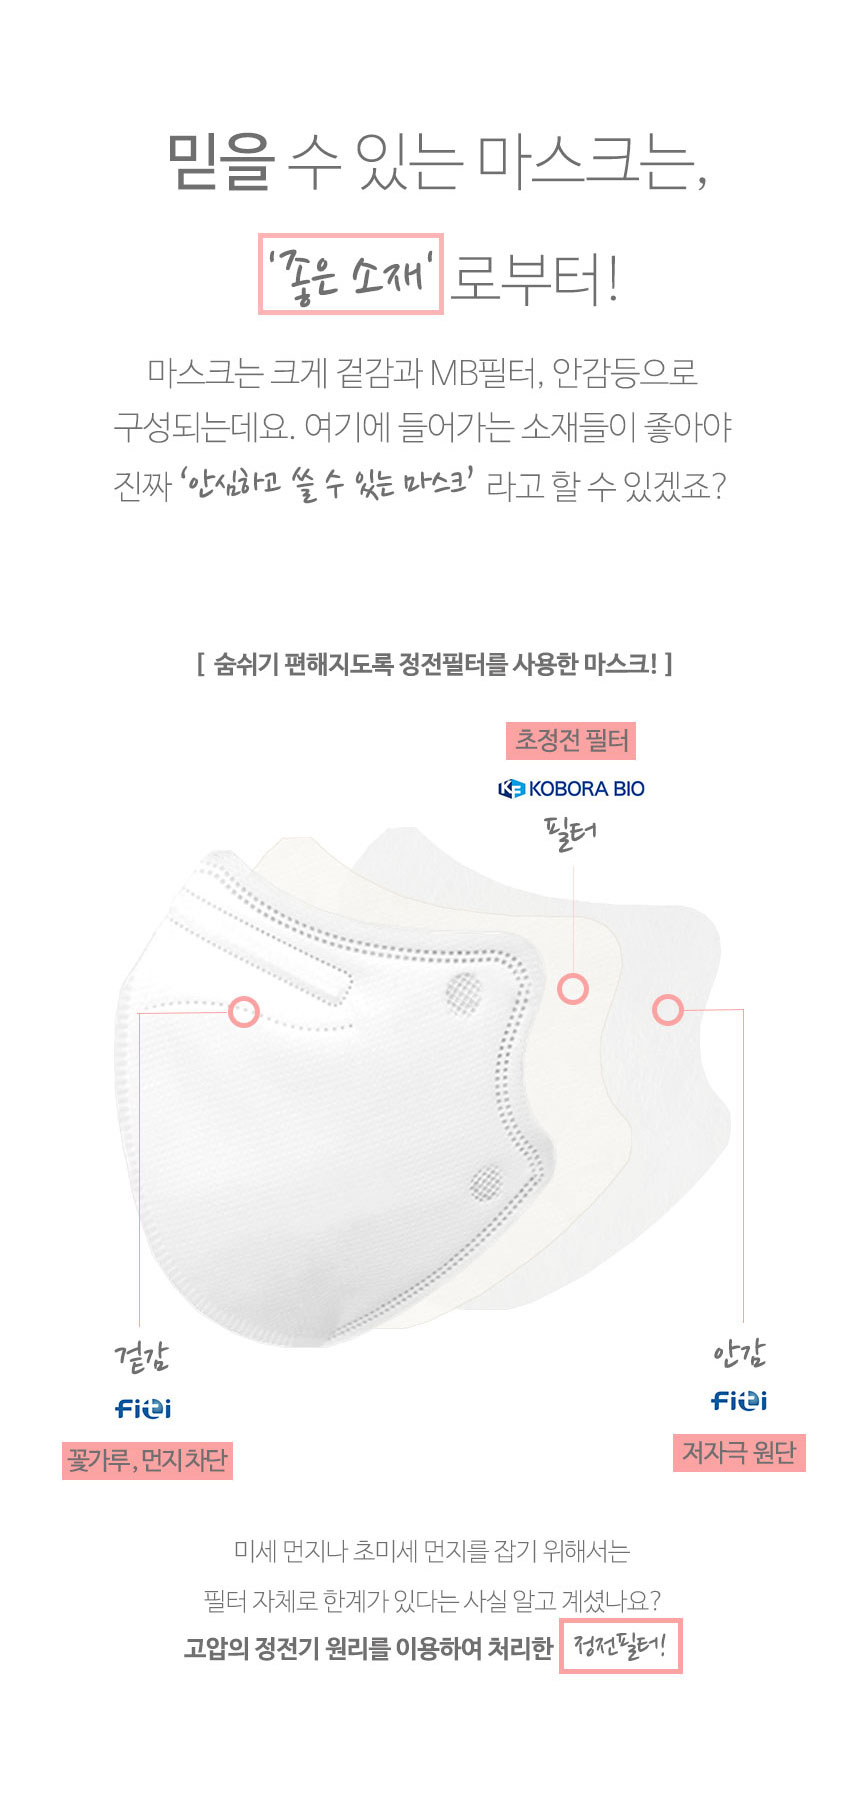 믿을 수 있는 마스크는,
'좋은 소재' 로부터!
마스크는 크게 겉감과 MB필터, 안감등으로
구성되는데요. 여기에 들어가는 소재들이 좋아야
진짜 '안심하고 쓸 수 있는 마스크' 라고 할 수 있겠죠?
[ 숨쉬기 편해지도록 정전필터를 사용한 마스크! ]
초정전 필터
KOBORA BIO
필터
겉감
FiTi
꽃가루, 먼지 차단
안감
FiTi
저자극 원단
미세 먼지나 초미세 먼지를 잡기 위해서는
필터 자체로 한계가 있다는 사실 알고 계셨나요?
고압의 정전기 원리를 이용하여 처리한 정전필터!